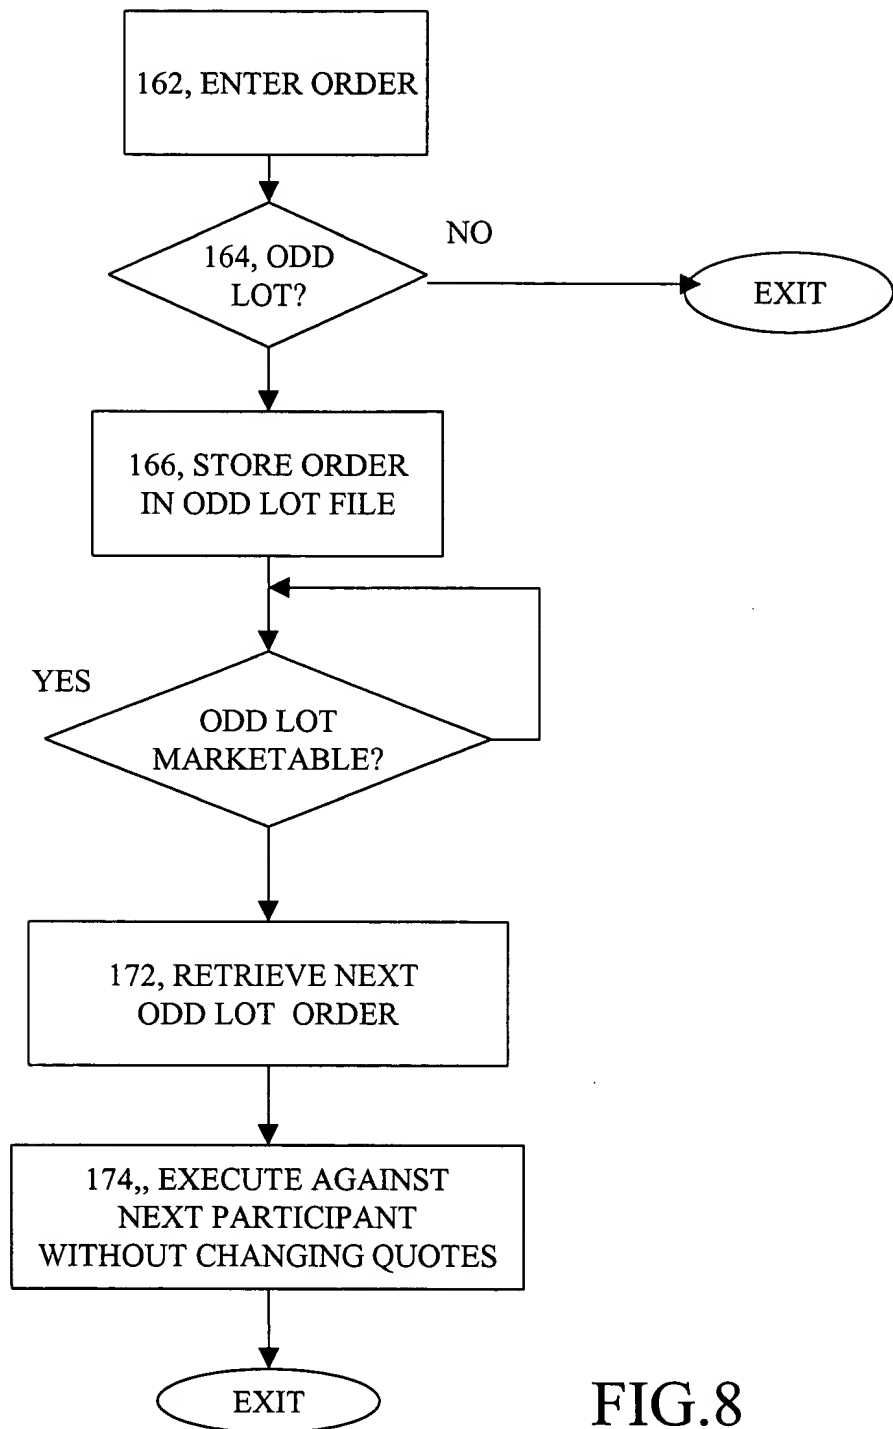 162, ENTER ORDER
164, ODD
LOT?
NO
EXIT
166, STORE ORDER
IN ODD LOT FILE
YES
ODD LOT
MARKETABLE?
172, RETRIEVE NEXT
ODD LOT ORDER
174,, EXECUTE AGAINST
NEXT PARTICIPANT
WITHOUT CHANGING QUOTES
EXIT
FIG.8